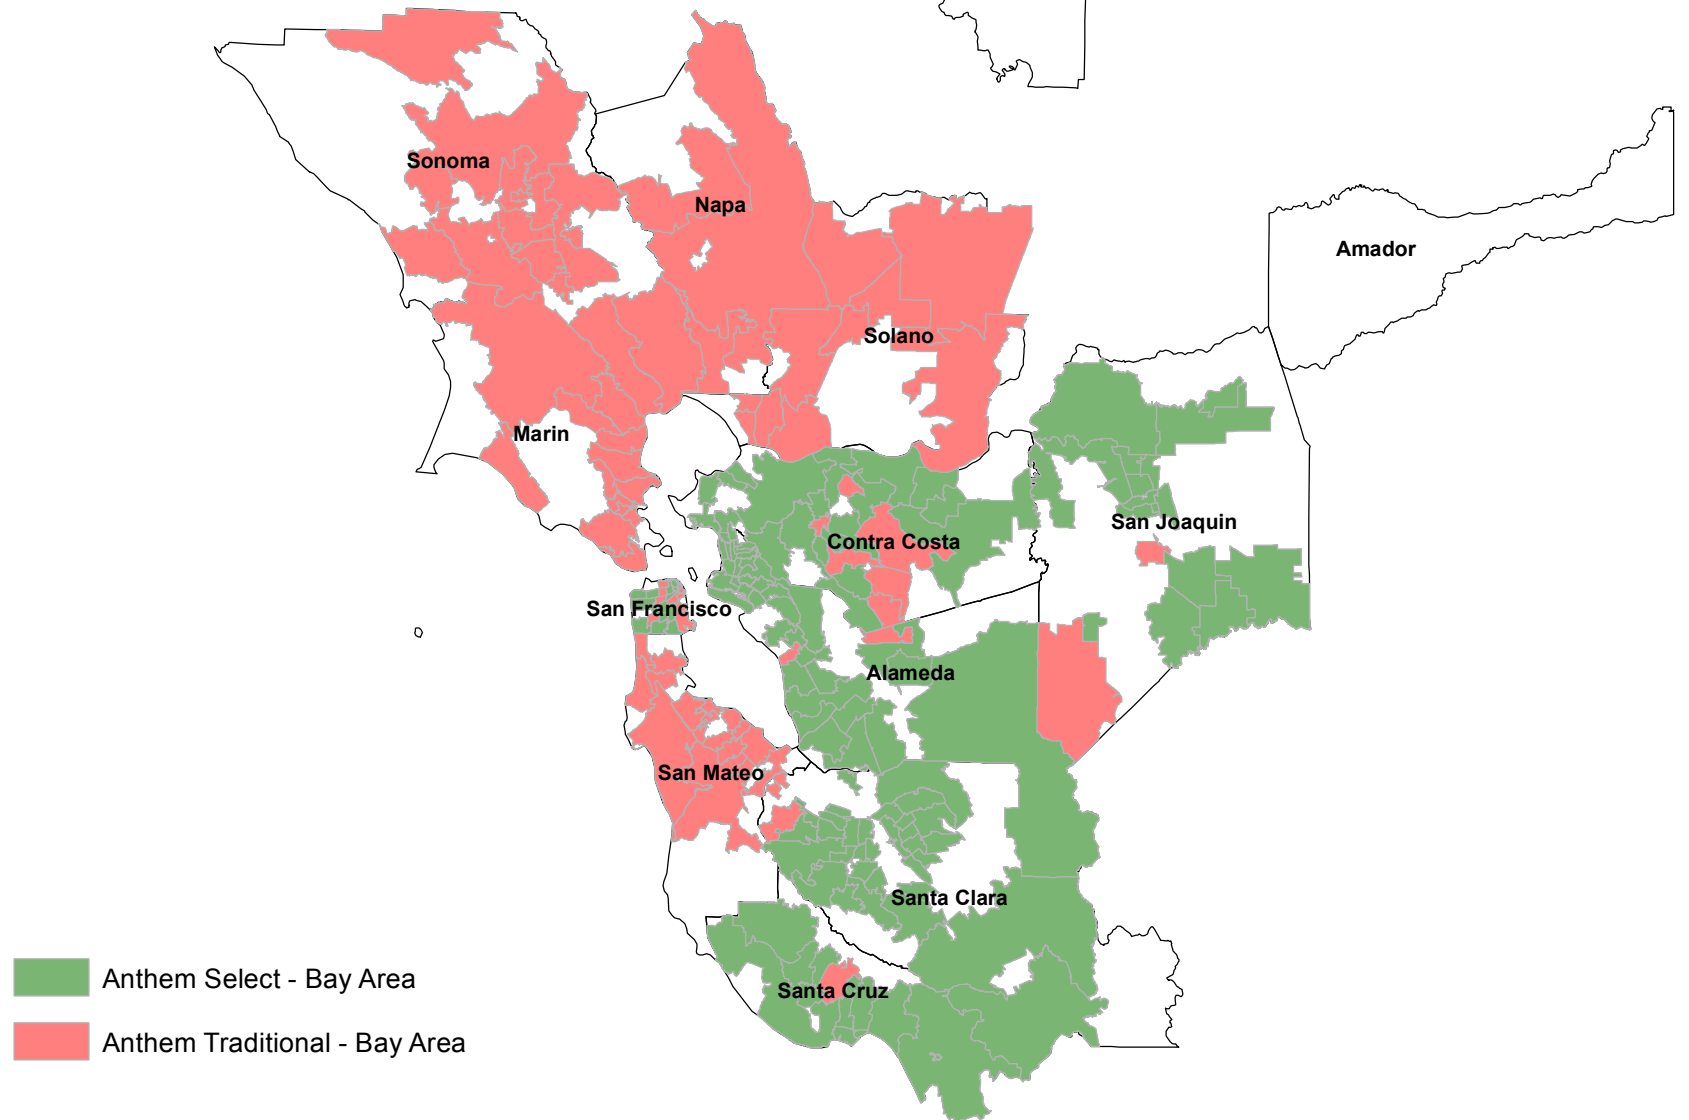 Sonoma
Napa
Amador
Solano
Marin
San Joaquin
Contra Costa
San Francisco
Alameda
San Mateo
Santa Clara
Santa Cruz
Anthem Select - Bay Area
Anthem Traditional - Bay Area